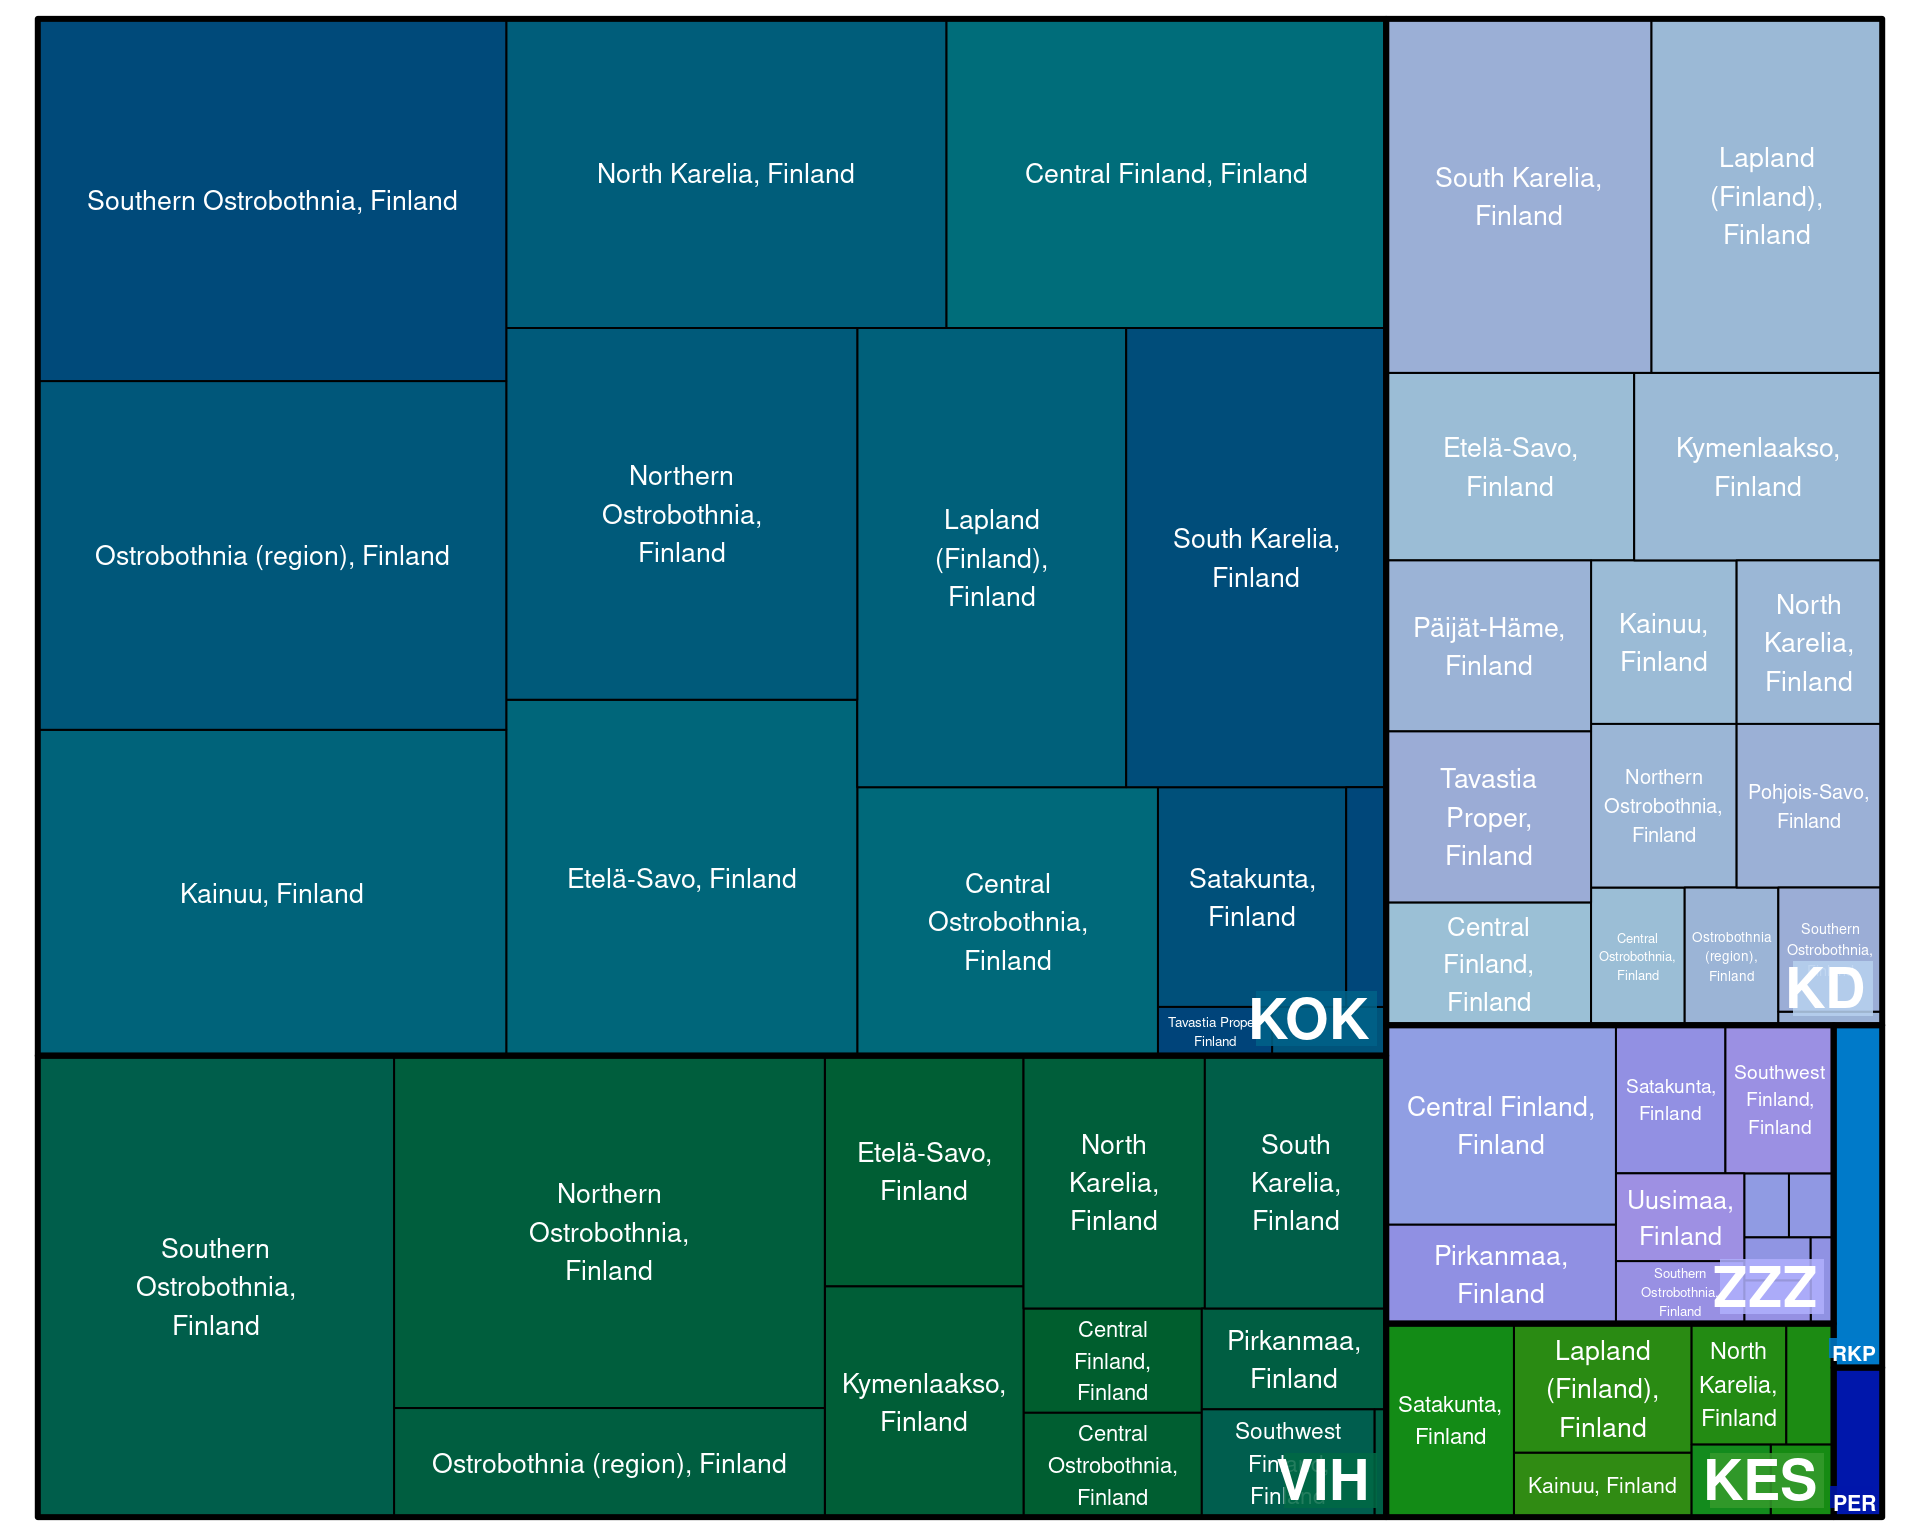 Southern Ostrobothnia, Finland
North Karelia, Finland
Central Finland, Finland
Ostrobothnia (region), Finland
Northern
Ostrobothnia,
Finland
Lapland
(Finland),
Finland
South Karelia,
Finland
Kainuu, Finland
Etelä-Savo, Finland
Central
Ostrobothnia,
Finland
Satakunta,
Finland
Finland
KOK
South Karelia,
Finland
Lapland
(Finland),
Finland
Etelä-Savo,
Finland
Kymenlaakso,
Finland
Päijät-Häme,
Finland
Kainuu,
Finland
North
Karelia,
Finland
Tavastia
Proper,
Finland
Northern
Ostrobothnia,
Finland
Pohjois-Savo,
Finland
Central
Finland,
Finland
Central
Ostrobothnia,
Finland
Ostrobothnia
(region),
Finland
Southern
Ostrobothnia,
KD
Southern
Ostrobothnia,
Finland
Northern
Ostrobothnia,
Finland
Ostrobothnia (region), Finland
Etelä-Savo,
Finland
Kymenlaakso,
Finland
North
Karelia,
Finland
South
Karelia,
Finland
Central
Finland,
Finland
Pirkanmaa,
Finland
Central
Ostrobothnia,
Finland
Southwest
VIH
Central Finland,
Finland
Satakunta,
Finland
Southwest
Finland,
Finland
Pirkanmaa,
Finland
Uusimaa,
Finland
Southern
Ostrobothnia,
Finland
ZZZ
RKP
Satakunta,
Finland
Lapland
(Finland),
Finland
North
Karelia,
Finland
Kainuu, Finland
KES
PER